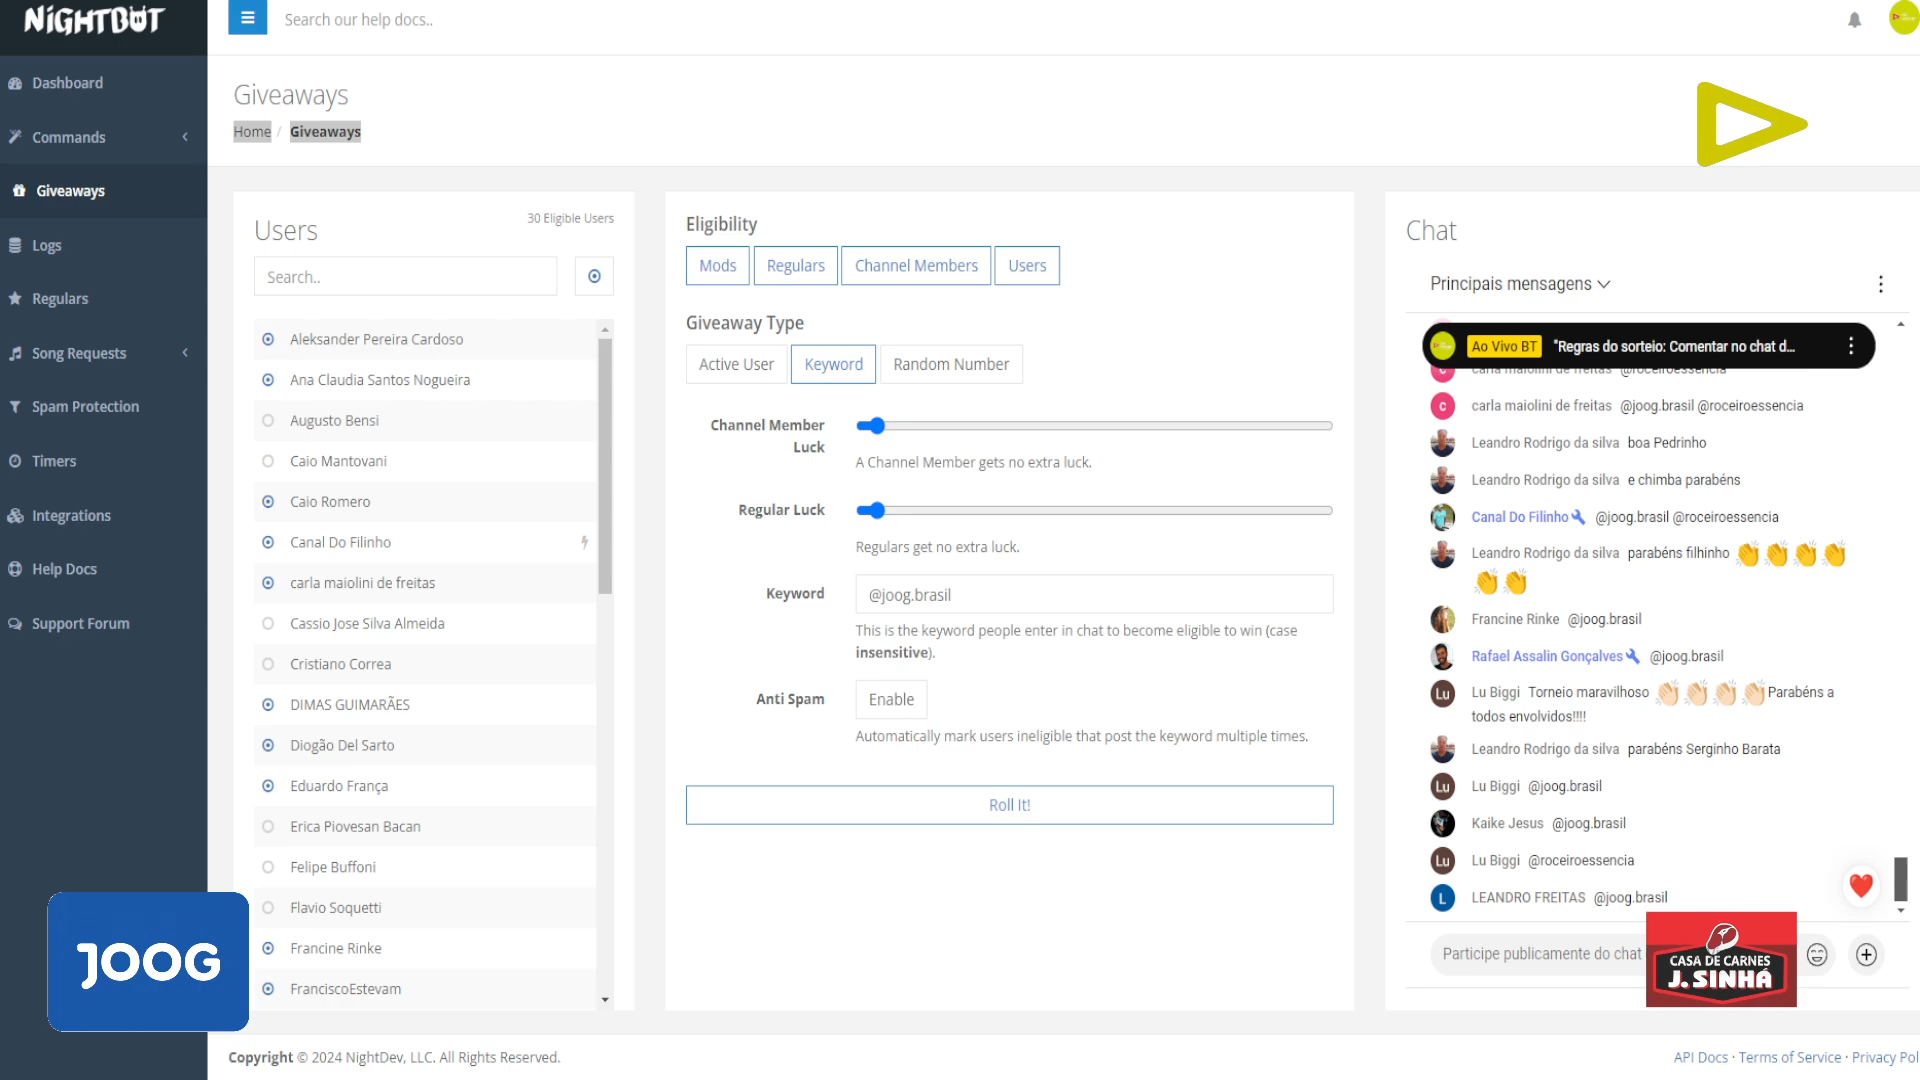 NIGHTBOT
Search our help docs..
Dashboard
Commands
Giveaways
Logs
Regulars
Song Requests
Spam Protection
Timers
Integrations
Help Docs
Support Forum
JOOG
Giveaways
Home / Giveaways
Users
30 Eligible Users
Search..
Aleksander Pereira Cardoso
Ana Claudia Santos Nogueira
Augusto Bensi
Caio Mantovani
Caio Romero
Canal Do Filinho
carla maiolini de freitas
Cassio Jose Silva Almeida
Cristiano Correa
DIMAS GUIMARÃES
Diogão Del Sarto
Eduardo França
Erica Piovesan Bacan
Felipe Buffoni
Flavio Soquetti
Francine Rinke
FranciscoEstevam
Eligibility
Mods Regulars Channel Members Users
Giveaway Type
Active User Keyword Random Number
Channel Member
Luck
A Channel Member gets no extra luck.
Regular Luck
Regulars get no extra luck.
Keyword
@joog.brasil
This is the keyword people enter in chat to become eligible to win (case
insensitive).
Anti Spam
Enable
Automatically mark users ineligible that post the keyword multiple times.
Roll It!
Chat
Principais mensagens
Ao Vivo BT "Regras do sorteio: Comentar no chat d...
carla maiolini de freitas @roceiroessencia
C carla maiolini de freitas @joog.brasil @roceiroessencia
Leandro Rodrigo da silva boa Pedrinho
Leandro Rodrigo da silva e chimba parabéns
Canal Do Filinho @joog.brasil @roceiroessencia
Leandro Rodrigo da silva parabéns filhinho 👏👏👏👏
👏👏
Francine Rinke @joog.brasil
Rafael Assalin Gonçalves @joog.brasil
Lu Lu Biggi Torneio maravilhoso 👏🏻👏🏻👏🏻👏🏻Parabéns a
todos envolvidos!!!!
Leandro Rodrigo da silva parabéns Serginho Barata
Lu Lu Biggi @joog.brasil
Kaike Jesus @joog.brasil
Lu Lu Biggi @roceiroessencia
L LEANDRO FREITAS @joog.brasil
Participe publicamente do chat
CASA DE CARNES
J. SINHÁ
Copyright © 2024 NightDev, LLC. All Rights Reserved.
API Docs · Terms of Service · Privacy Pol